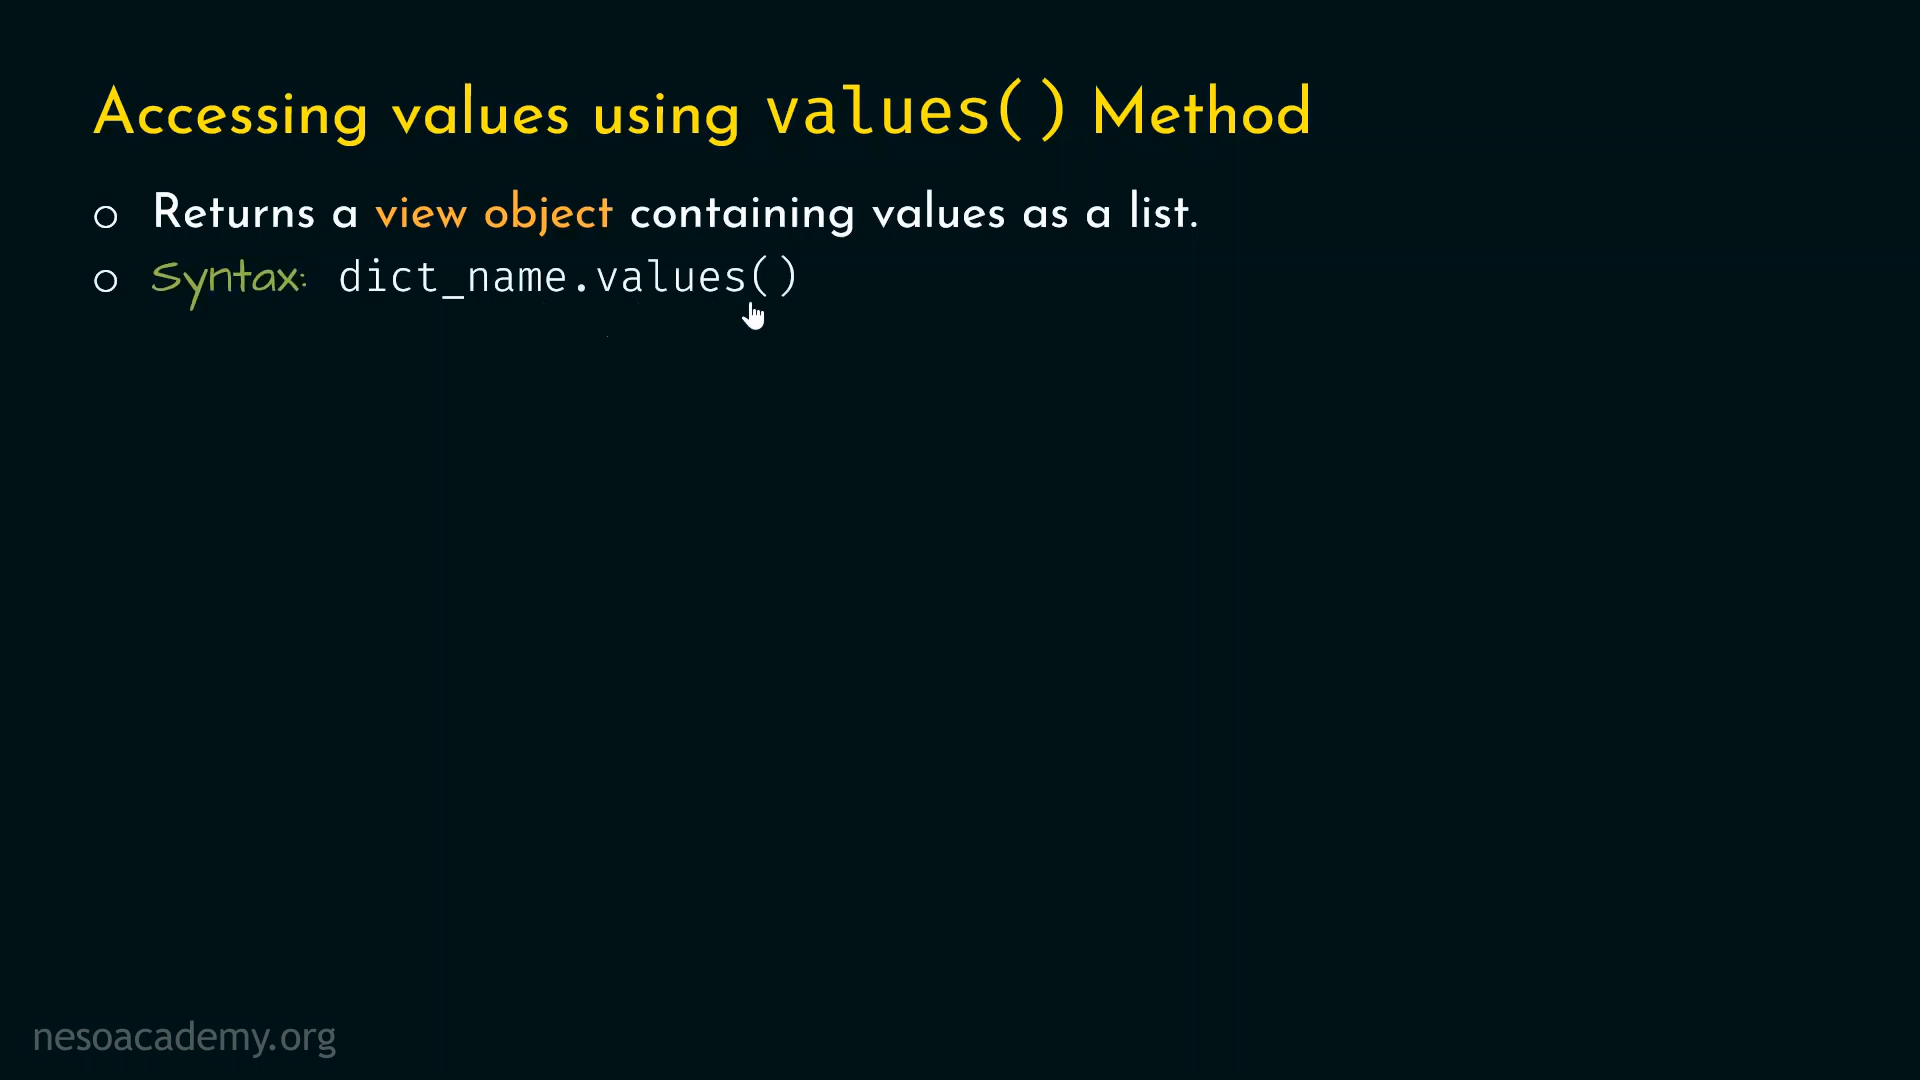 Accessing values using values() Method
Returns a view object containing values as a list.
Syntax: dict_name.values()
nesoacademy.org